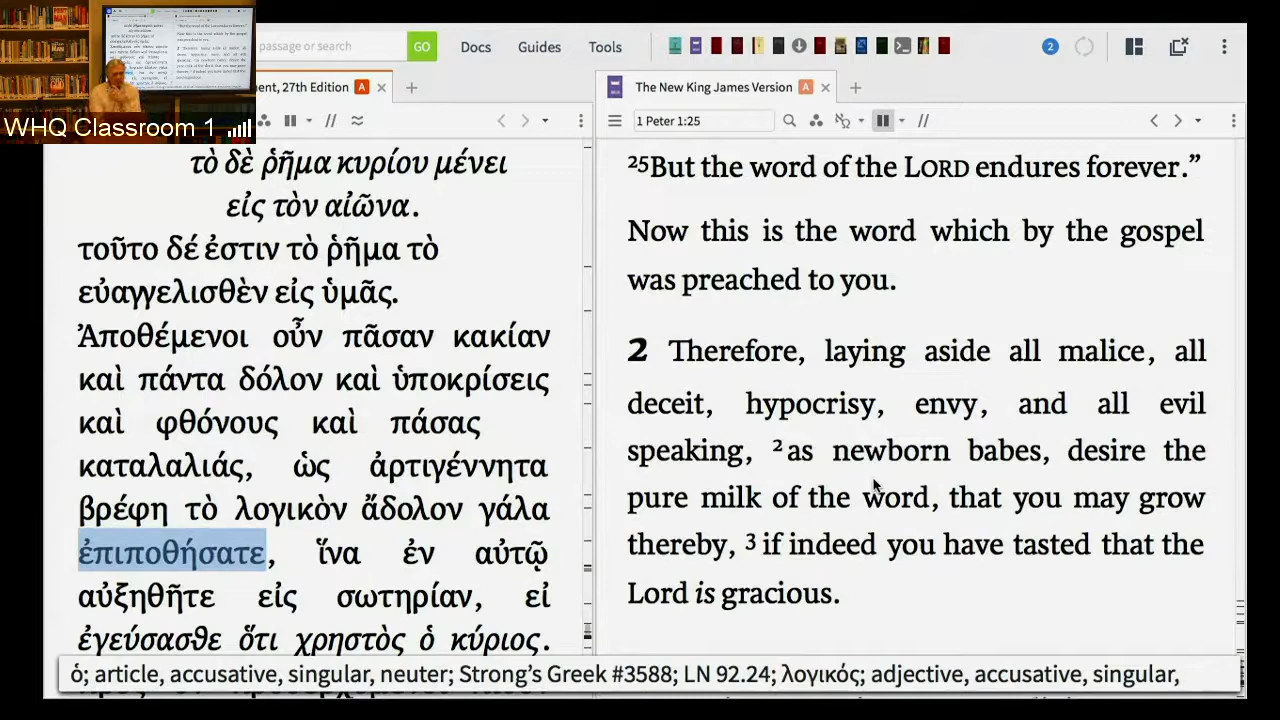 WHQ Classroom 1
passage or search
GO
Docs
Guides
Tools
2
ent, 27th Edition A
The New King James Version A
1 Peter 1:25
τὸ δὲ ῥῆμα κυρίου μένει
εἰς τὸν αἰῶνα.
τοῦτο δέ ἐστιν τὸ ῥῆμα τὸ
εὐαγγελισθὲν εἰς ὑμᾶς.
Ἀποθέμενοι οὖν πᾶσαν κακίαν
καὶ πάντα δόλον καὶ ὑποκρίσεις
καὶ φθόνους καὶ πάσας
καταλαλιάς, ὡς ἀρτιγέννητα
βρέφη τὸ λογικὸν ἄδολον γάλα
ἐπιποθήσατε, ἵνα ἐν αὐτῷ
αὐξηθῆτε εἰς σωτηρίαν, εἰ
ἐγεύσασθε ὅτι χρηστὸς ὁ κύριος.
25But the word of the LORD endures forever.”
Now this is the word which by the gospel
was preached to you.
2 Therefore, laying aside all malice, all
deceit, hypocrisy, envy, and all evil
speaking, 2as newborn babes, desire the
pure milk of the word, that you may grow
thereby, 3 if indeed you have tasted that the
Lord is gracious.
ὁ; article, accusative, singular, neuter; Strong’s Greek #3588; LN 92.24; λογικός; adjective, accusative, singular,